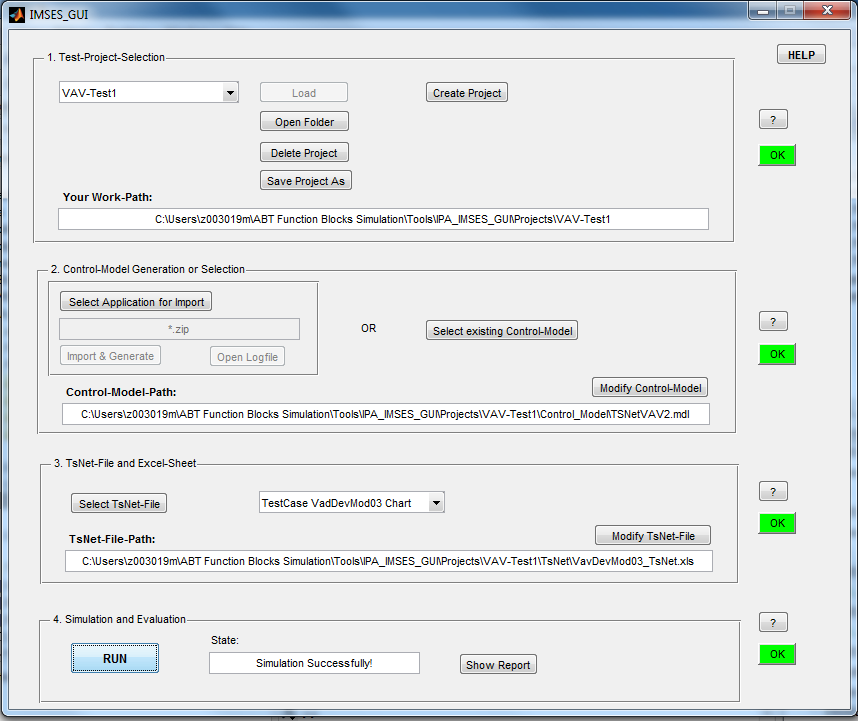 IMSES_GUI
HELP
1. Test-Project-Selection
VAV-Test1
Load
Create Project
Open Folder
?
Delete Project
OK
Save Project As
Your Work-Path:
C:\Users\z003019m\ABT Function Blocks Simulation\Tools\IPA_IMSES_GUI\Projects\VAV-Test1
2. Control-Model Generation or Selection
Select Application for Import
*.zip
OR
Select existing Control-Model
?
Import & Generate
Open Logfile
OK
Modify Control-Model
Control-Model-Path:
C:\Users\z003019m\ABT Function Blocks Simulation\Tools\IPA_IMSES_GUI\Projects\VAV-Test1\Control_Model\TSNetVAV2.mdl
3. TsNet-File and Excel-Sheet
Select TsNet-File
TestCase VadDevMod03 Chart
?
OK
TsNet-File-Path:
Modify TsNet-File
C:\Users\z003019m\ABT Function Blocks Simulation\Tools\IPA_IMSES_GUI\Projects\VAV-Test1\TsNet\VavDevMod03_TsNet.xls
4. Simulation and Evaluation
?
State:
RUN
Simulation Successfully!
Show Report
OK